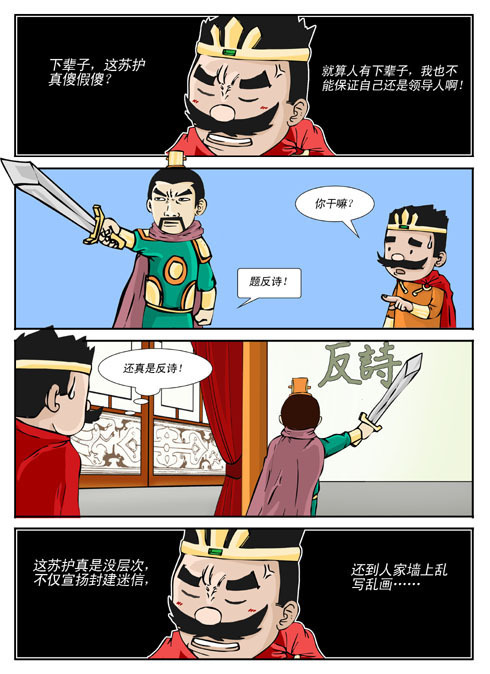 下辈子，这苏护
真傻假傻？
就算人有下辈子，我也不
能保证自己还是领导人啊！
你干嘛？
题反诗！
还真是反诗！
反詩
这苏护真是没层次，
不仅宣扬封建迷信，
还到人家墙上乱
写乱画……